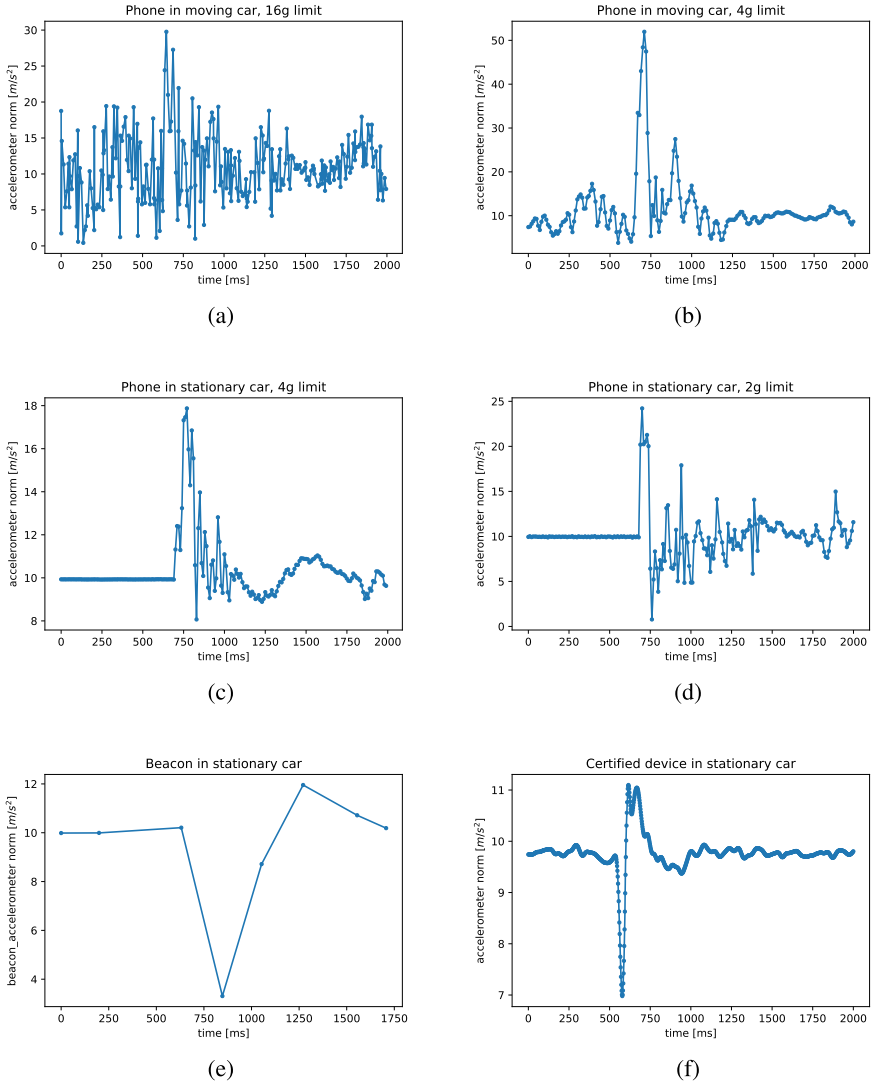 Phone in moving car, 16g limit
accelerometer norm [m/s²]
30
25
20
15
10
5
0
0 250 500 750 1000 1250 1500 1750 2000
time [ms]
(a)
Phone in moving car, 4g limit
accelerometer norm [m/s²]
50
40
30
20
10
0 250 500 750 1000 1250 1500 1750 2000
time [ms]
(b)
Phone in stationary car, 4g limit
accelerometer norm [m/s²]
18
16
14
12
10
8
0 250 500 750 1000 1250 1500 1750 2000
time [ms]
(c)
Phone in stationary car, 2g limit
accelerometer norm [m/s²]
25
20
15
10
5
0
0 250 500 750 1000 1250 1500 1750 2000
time [ms]
(d)
Beacon in stationary car
beacon_accelerometer norm [m/s²]
12
10
8
6
4
0 250 500 750 1000 1250 1500 1750
time [ms]
(e)
Certified device in stationary car
accelerometer norm [m/s²]
11
10
9
8
7
0 250 500 750 1000 1250 1500 1750 2000
time [ms]
(f)